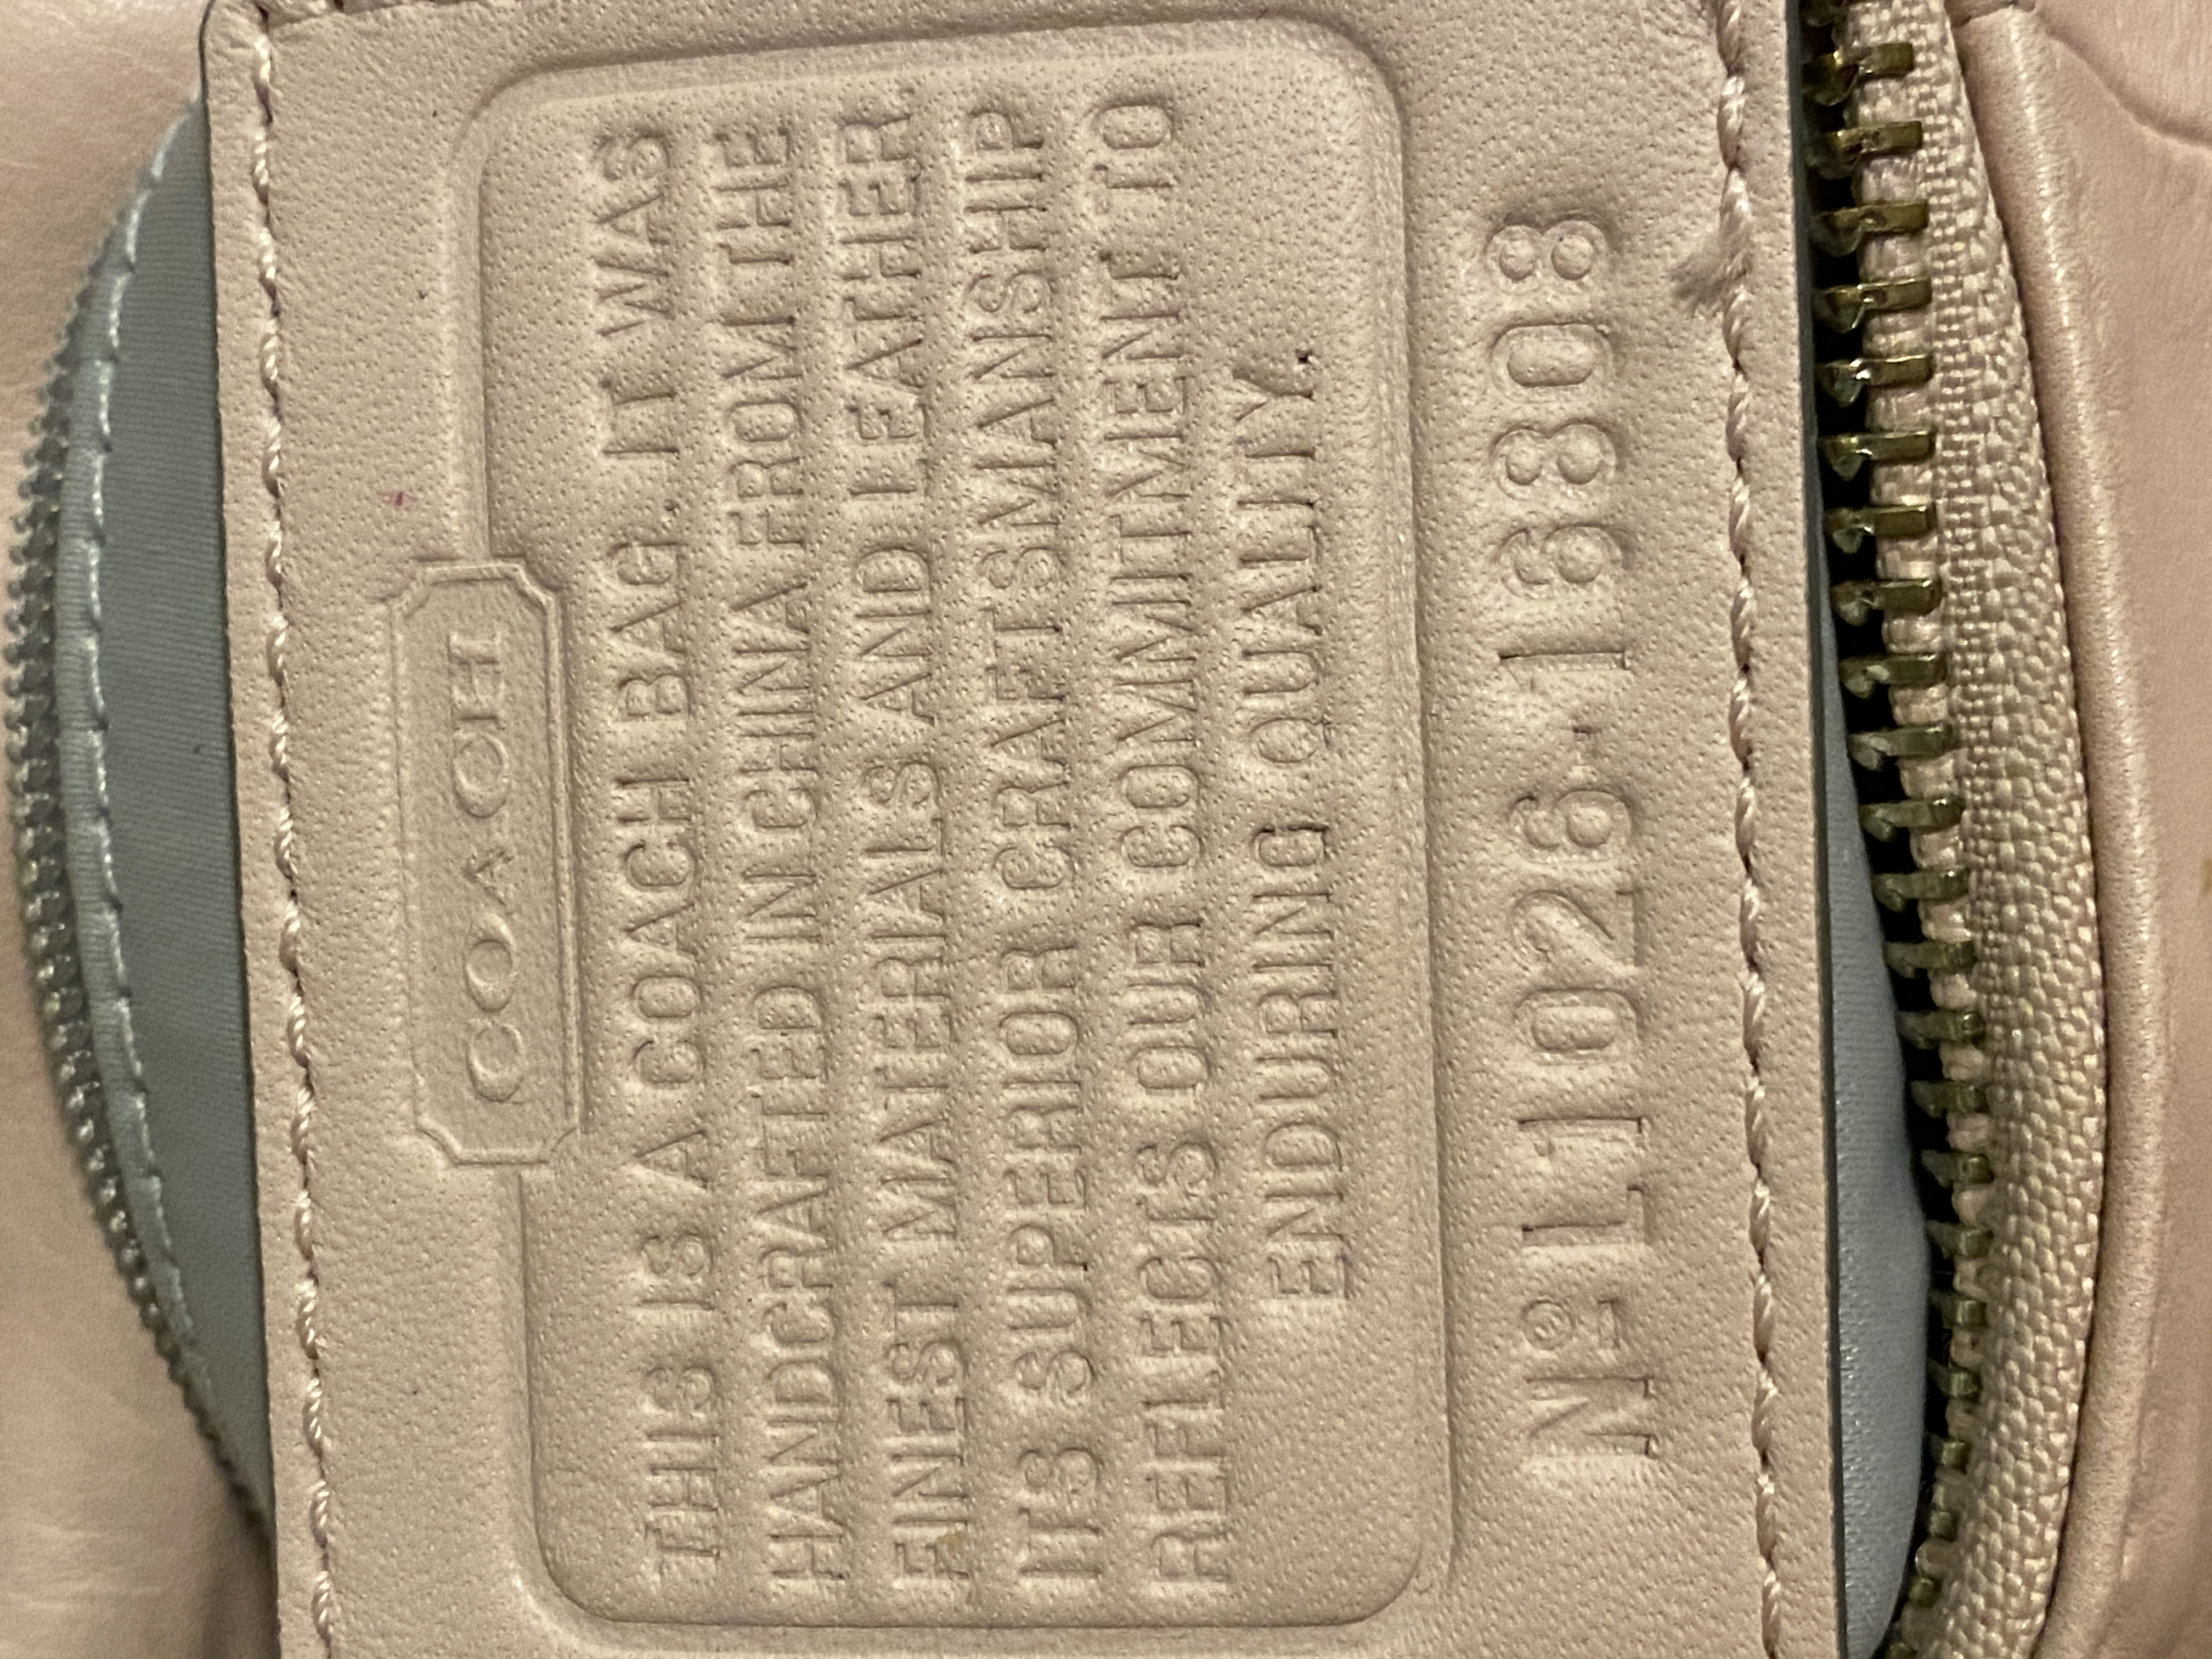 COACH
THIS IS A COACH BAG. IT WAS
HANDCRAFTED IN CHINA FROM THE
FINEST MATERIALS AND LEATHER.
ITS SUPERIOR CRAFTSMANSHIP
REFLECTS OUR COMMITMENT TO
ENDURING QUALITY.
Nº L1026-16808